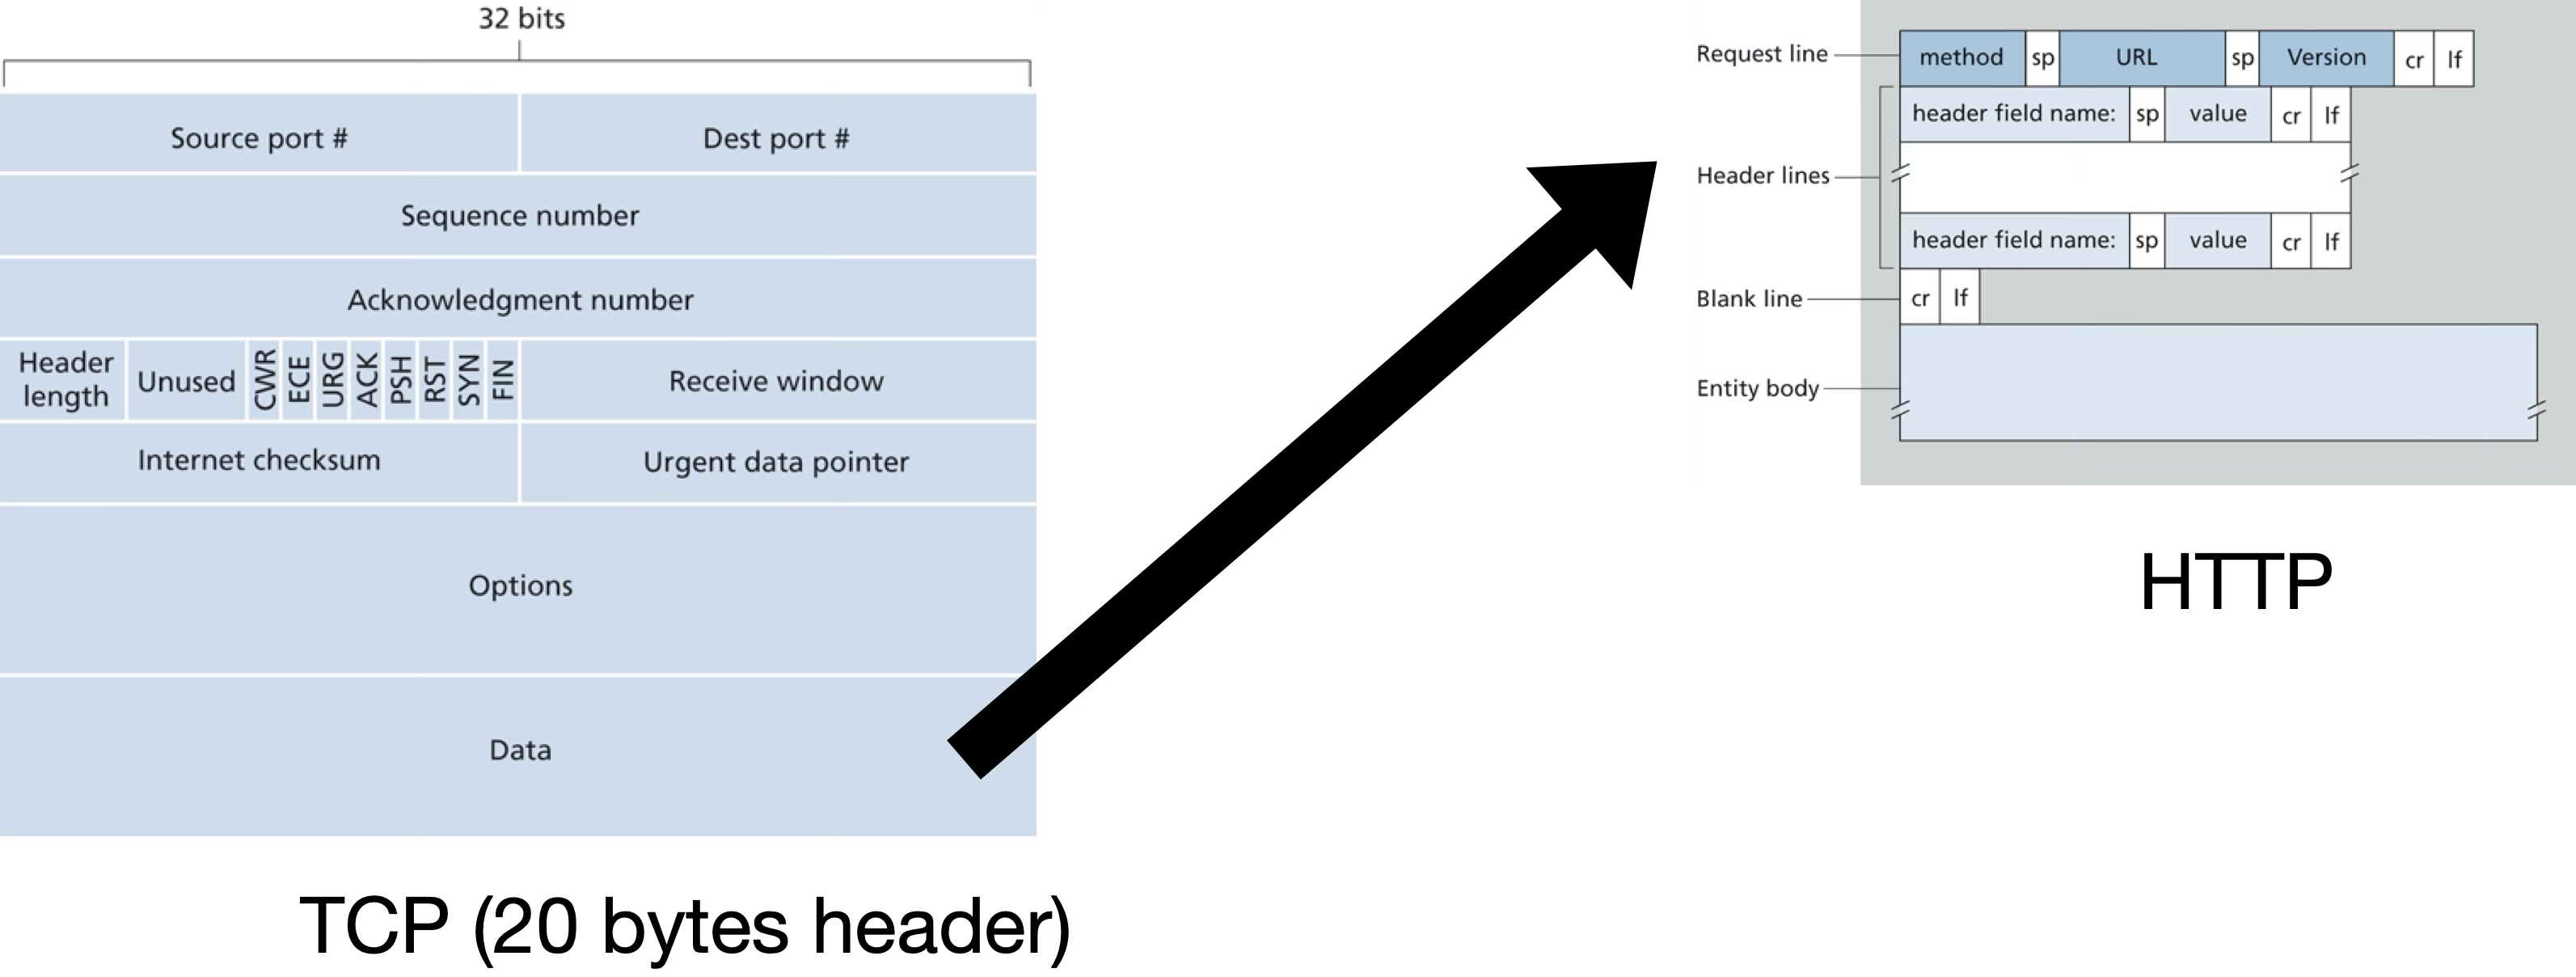 32 bits
Source port #
Dest port #
Sequence number
Acknowledgment number
Header
length
Unused
CWR
ECE
URG
ACK
PSH
RST
SYN
FIN
Receive window
Internet checksum
Urgent data pointer
Options
Data
TCP (20 bytes header)
Request line
method sp URL sp Version cr lf
header field name: sp value cr lf
Header lines
header field name: sp value cr lf
Blank line
cr lf
Entity body
HTTP